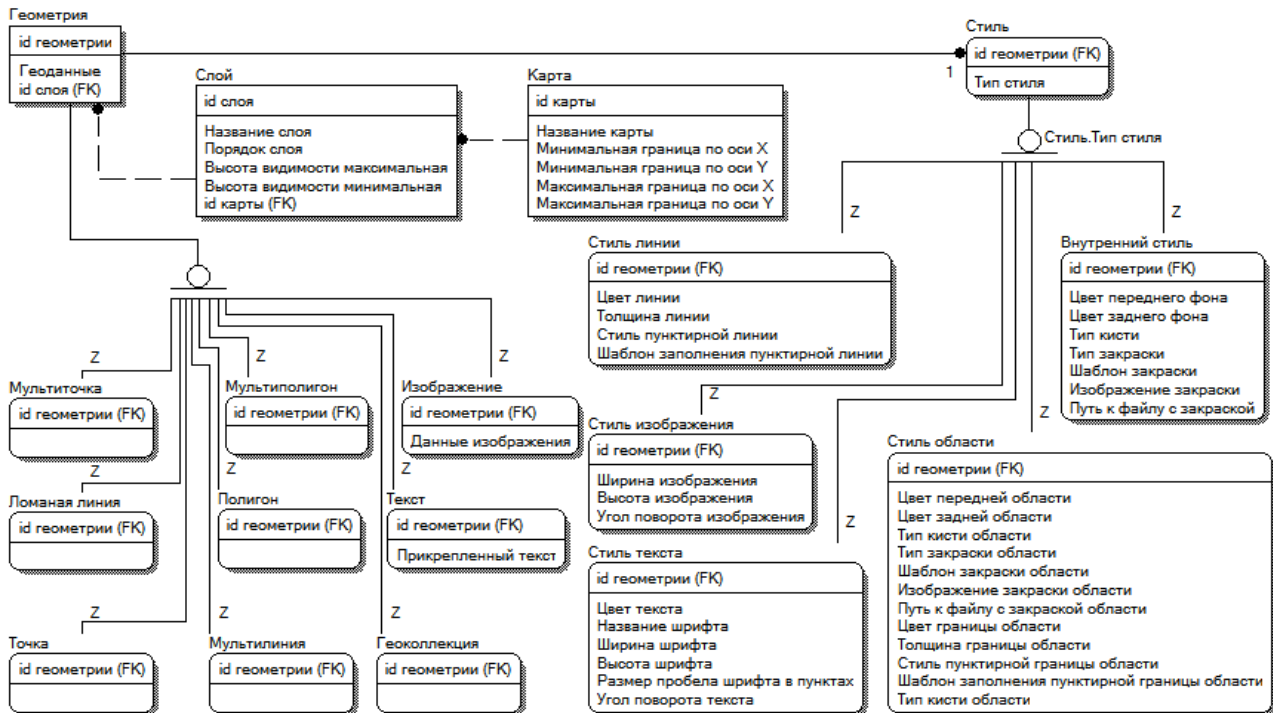 Геометрия
id геометрии
Геоданные
id слоя (FK)
Слой
id слоя
Название слоя
Порядок слоя
Высота видимости максимальная
Высота видимости минимальная
id карты (FK)
Карта
id карты
Название карты
Минимальная граница по оси X
Минимальная граница по оси Y
Максимальная граница по оси X
Максимальная граница по оси Y
Стиль
id геометрии (FK)
Тип стиля
1
Стиль.Тип стиля
Z
Z
Стиль линии
id геометрии (FK)
Цвет линии
Толщина линии
Стиль пунктирной линии
Шаблон заполнения пунктирной линии
Внутренний стиль
id геометрии (FK)
Цвет переднего фона
Цвет заднего фона
Тип кисти
Тип закраски
Шаблон закраски
Изображение закраски
Путь к файлу с закраской
Z
Z
Z
Мультиточка
id геометрии (FK)
Мультиполигон
id геометрии (FK)
Изображение
id геометрии (FK)
Данные изображения
Z
Стиль изображения
id геометрии (FK)
Ширина изображения
Высота изображения
Угол поворота изображения
Z
Стиль области
id геометрии (FK)
Цвет передней области
Цвет задней области
Тип кисти области
Тип закраски области
Шаблон закраски области
Изображение закраски области
Путь к файлу с закраской области
Цвет границы области
Толщина границы области
Стиль пунктирной границы области
Шаблон заполнения пунктирной границы области
Тип кисти области
Z
Z
Z
Ломаная линия
id геометрии (FK)
Полигон
id геометрии (FK)
Текст
id геометрии (FK)
Прикрепленный текст
Z
Стиль текста
id геометрии (FK)
Цвет текста
Название шрифта
Ширина шрифта
Высота шрифта
Размер пробела шрифта в пунктах
Угол поворота текста
Z
Z
Z
Точка
id геометрии (FK)
Мультилиния
id геометрии (FK)
Геоколлекция
id геометрии (FK)